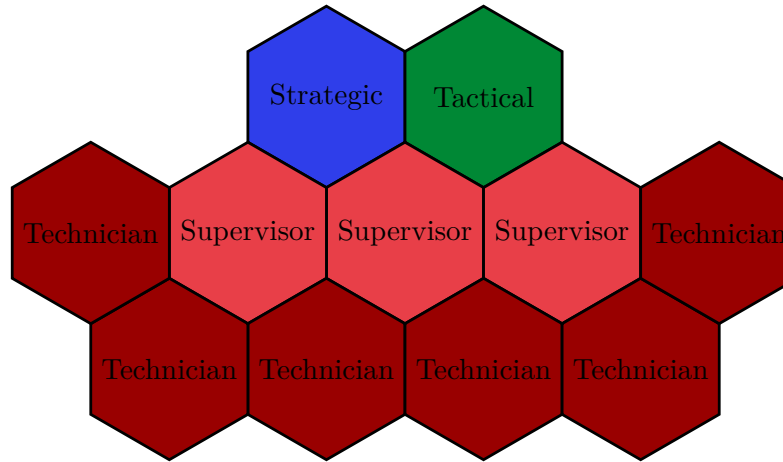 Strategic
Tactical
Technician
Supervisor
Supervisor
Supervisor
Technician
Technician
Technician
Technician
Technician